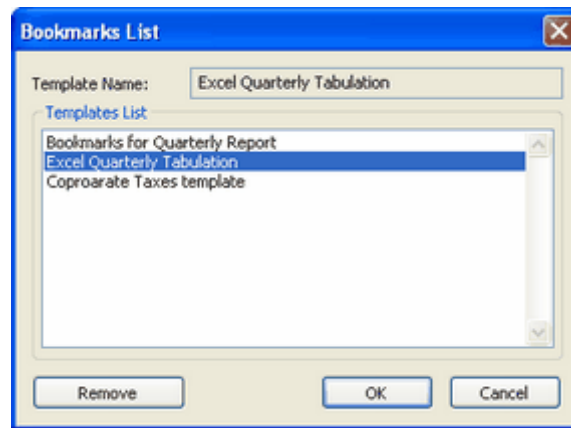 Bookmarks List
Template Name: Excel Quarterly Tabulation
Templates List
Bookmarks for Quarterly Report
Excel Quarterly Tabulation
Coproarate Taxes template
Remove OK Cancel